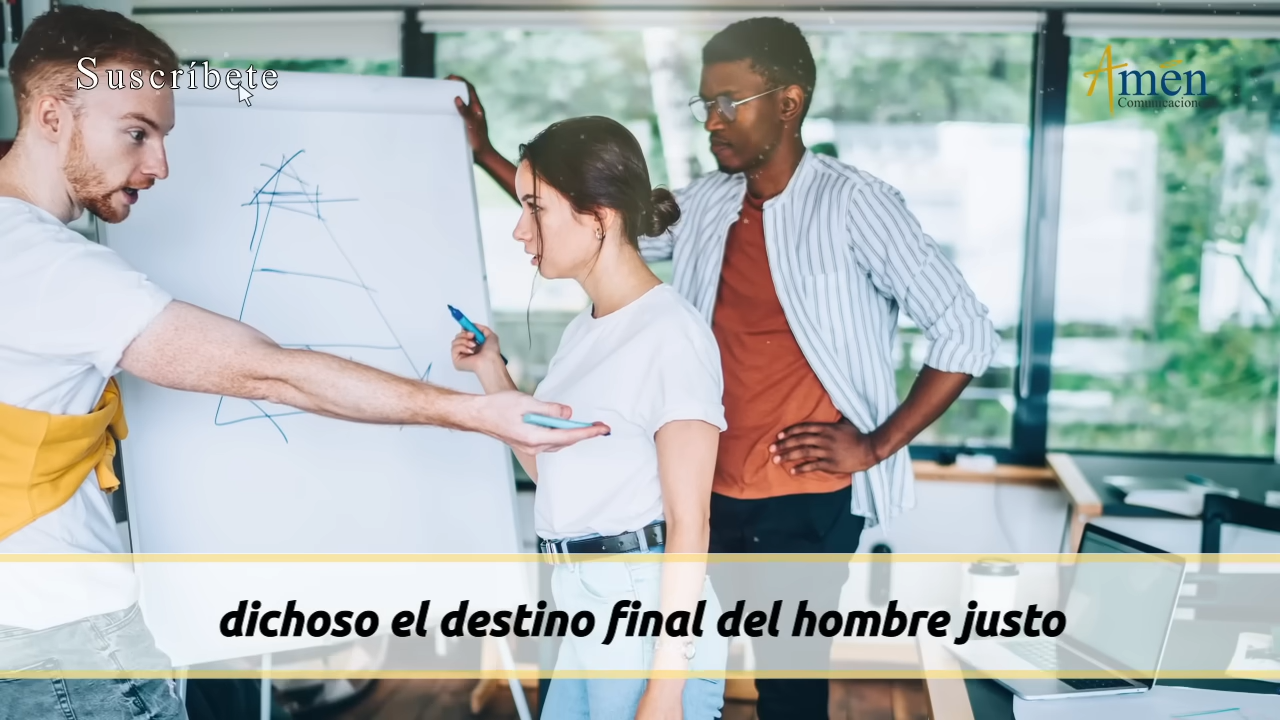 Suscríbete
Amén
Comunicaciones
dichoso el destino final del hombre justo